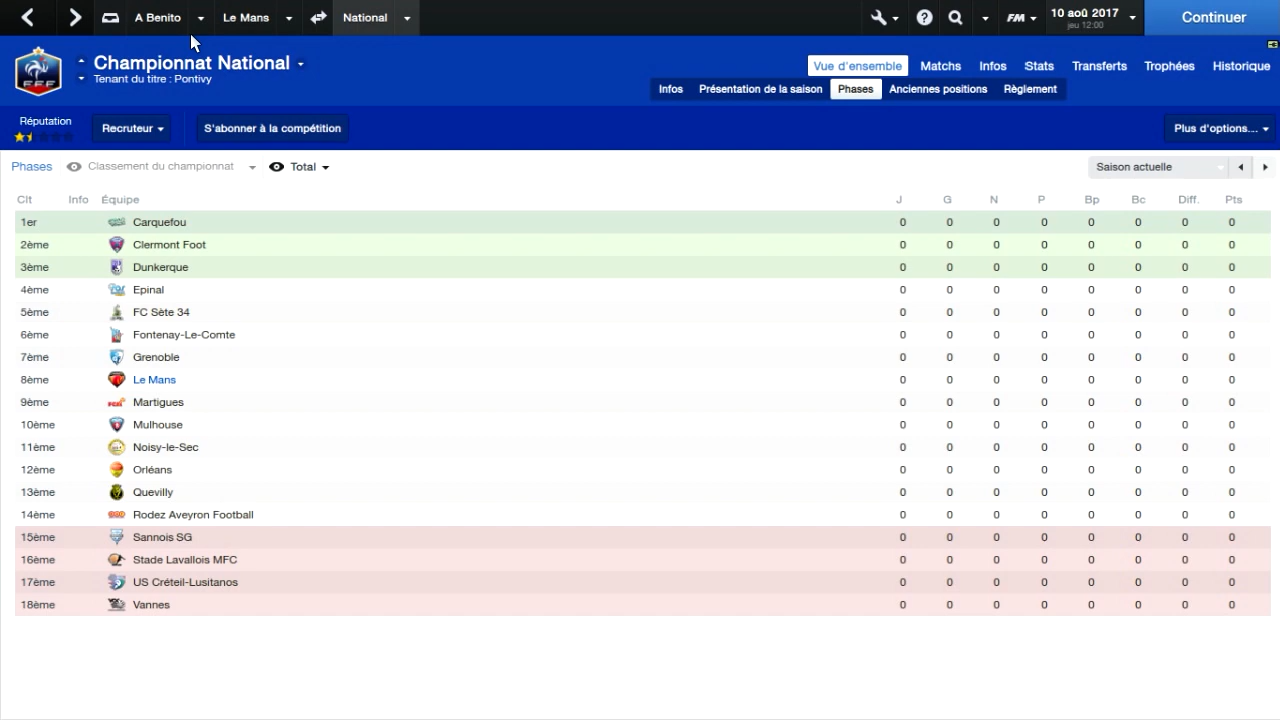 A Benito Le Mans National FM 10 aoû 2017 Continuer
jeu 12:00
FFF Championnat National
Tenant du titre : Pontivy
Vue d'ensemble Matchs Infos Stats Transferts Trophées Historique
Infos Présentation de la saison Phases Anciennes positions Règlement
Réputation Recruteur S'abonner à la compétition Plus d'options...
Phases Classement du championnat Total Saison actuelle
Clt Info Équipe J G N P Bp Bc Diff. Pts
1er Carquefou 0 0 0 0 0 0 0 0
2ème Clermont Foot 0 0 0 0 0 0 0 0
3ème Dunkerque 0 0 0 0 0 0 0 0
4ème Epinal 0 0 0 0 0 0 0 0
5ème FC Sète 34 0 0 0 0 0 0 0 0
6ème Fontenay-Le-Comte 0 0 0 0 0 0 0 0
7ème Grenoble 0 0 0 0 0 0 0 0
8ème Le Mans 0 0 0 0 0 0 0 0
9ème Martigues 0 0 0 0 0 0 0 0
10ème Mulhouse 0 0 0 0 0 0 0 0
11ème Noisy-le-Sec 0 0 0 0 0 0 0 0
12ème Orléans 0 0 0 0 0 0 0 0
13ème Quevilly 0 0 0 0 0 0 0 0
14ème Rodez Aveyron Football 0 0 0 0 0 0 0 0
15ème Sannois SG 0 0 0 0 0 0 0 0
16ème Stade Lavallois MFC 0 0 0 0 0 0 0 0
17ème US Créteil-Lusitanos 0 0 0 0 0 0 0 0
18ème Vannes 0 0 0 0 0 0 0 0